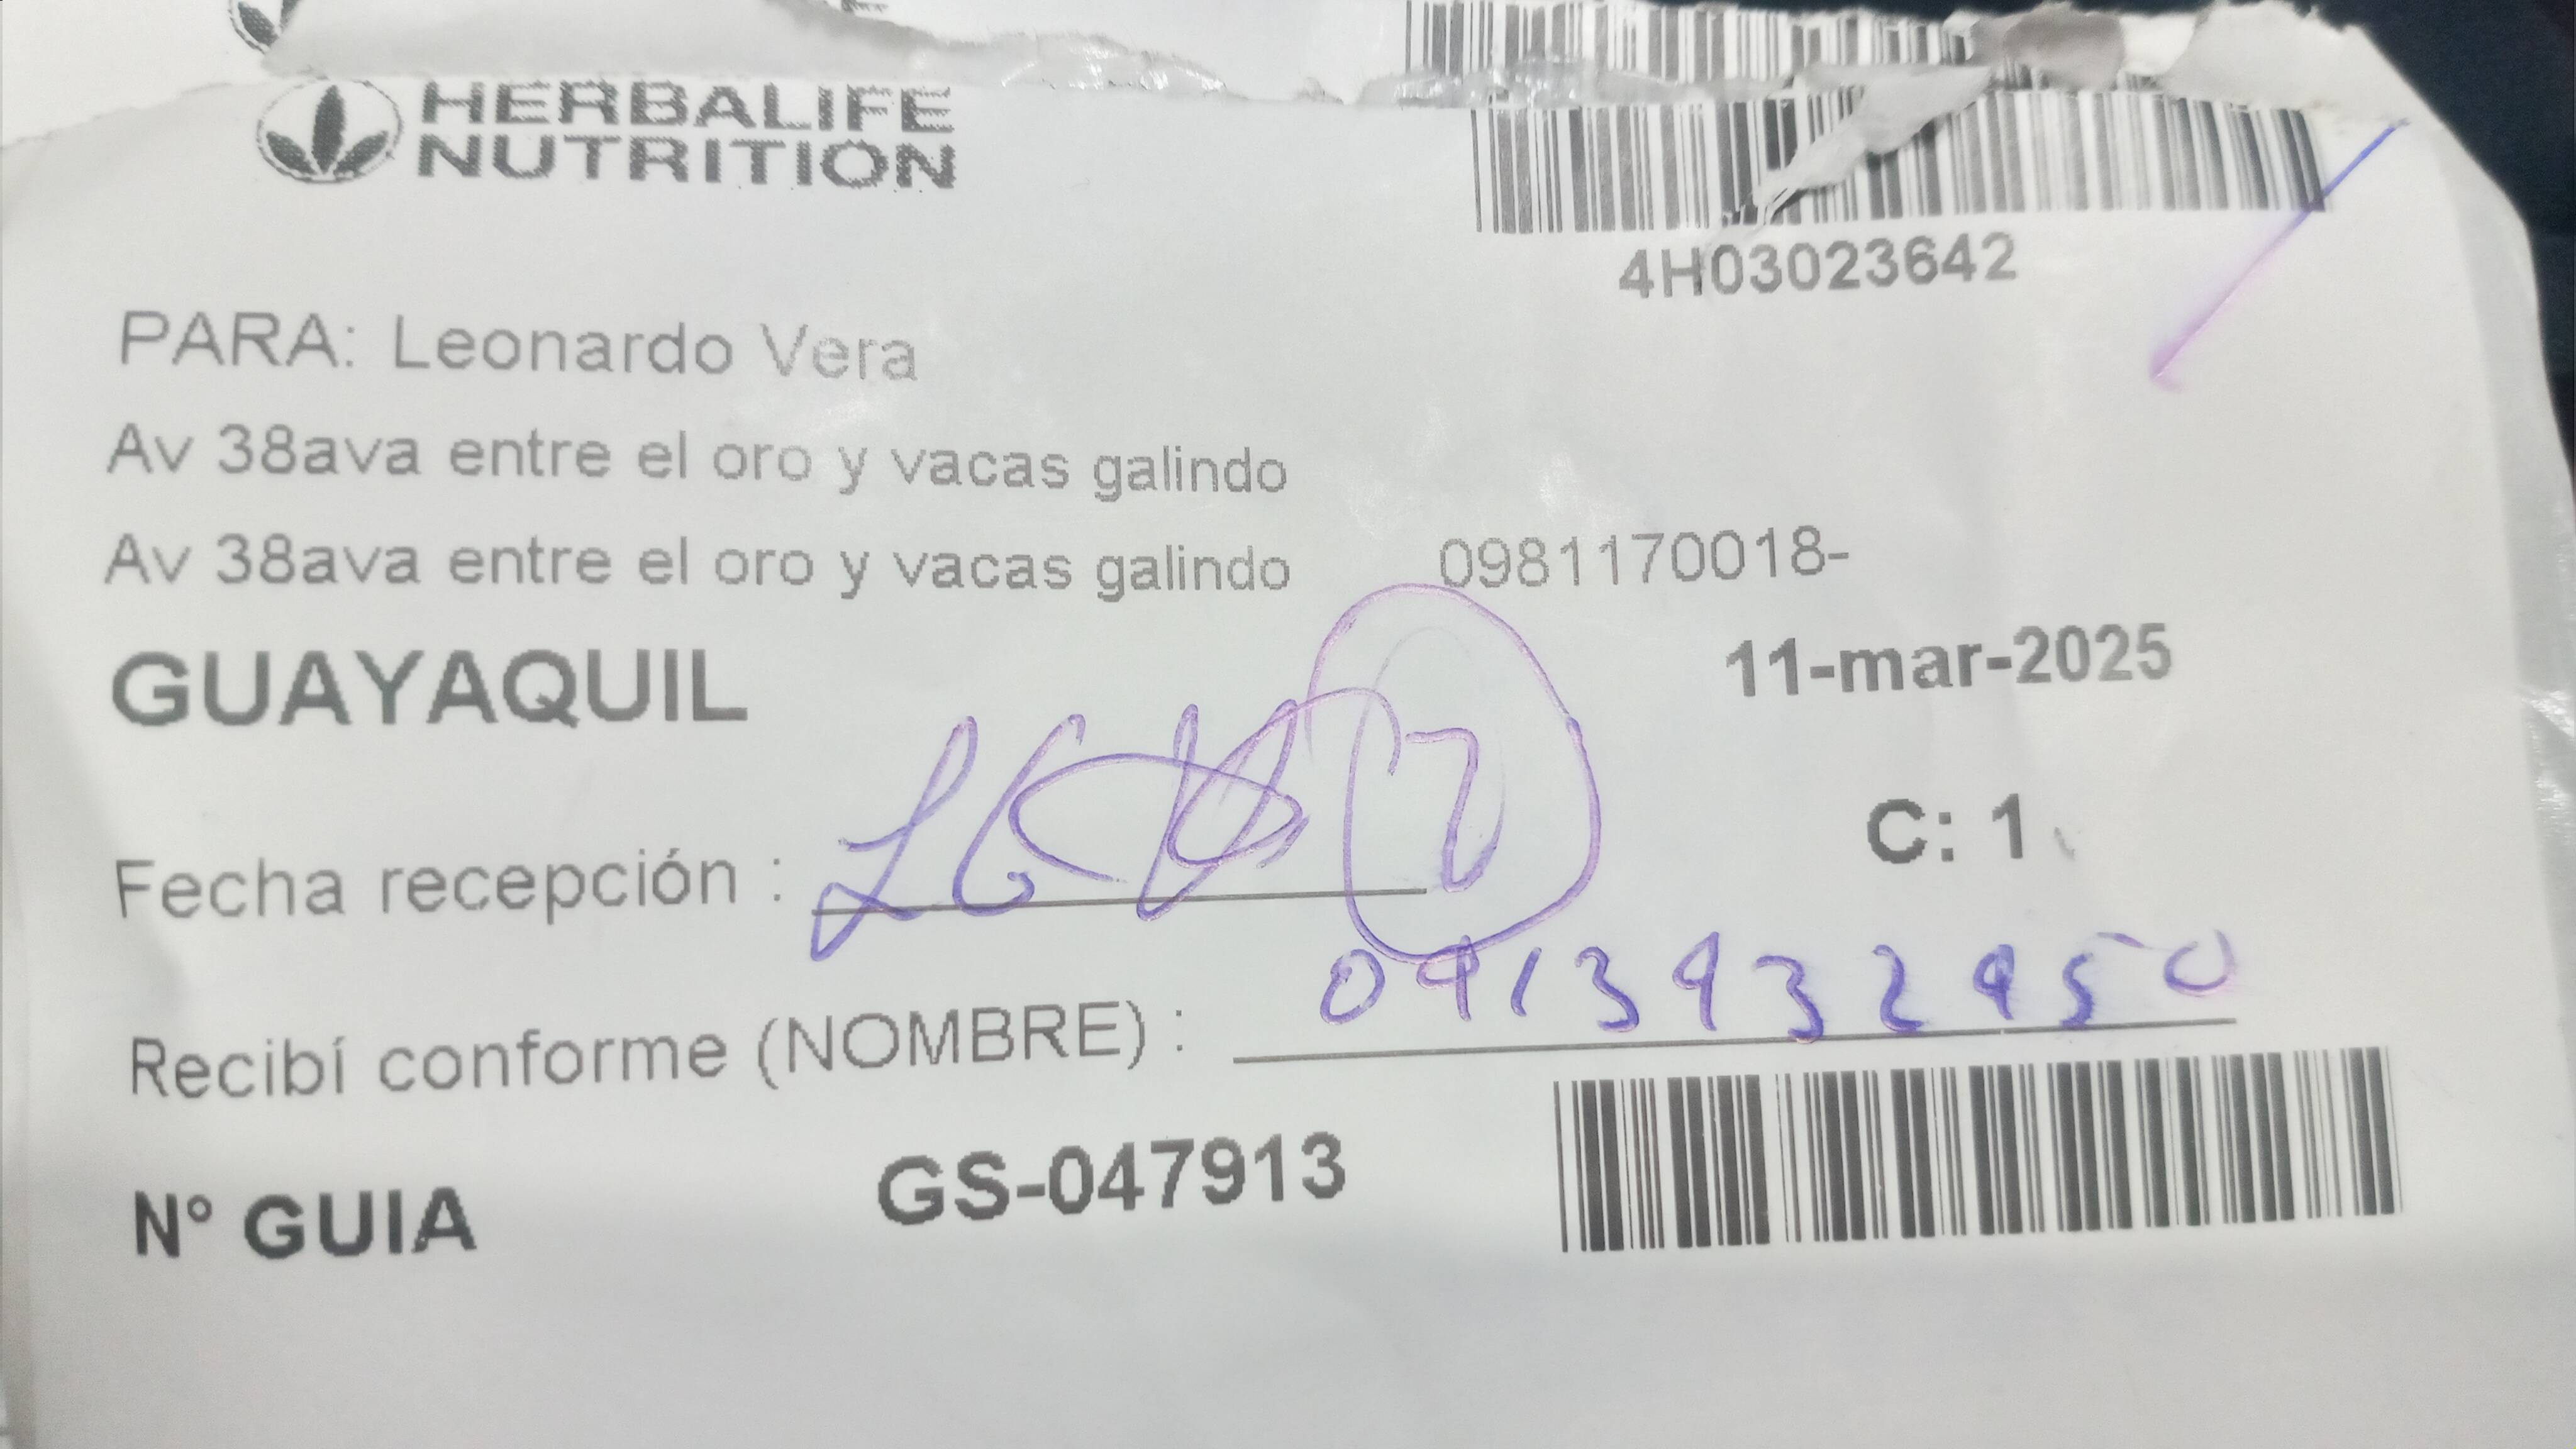 HERBALIFE
NUTRITION
4H03023642
PARA: Leonardo Vera
Av 38ava entre el oro y vacas galindo
Av 38ava entre el oro y vacas galindo 0981170018-
GUAYAQUIL 11-mar-2025
C: 1
Fecha recepción :
Recibí conforme (NOMBRE) : 0913932950
N° GUIA GS-047913